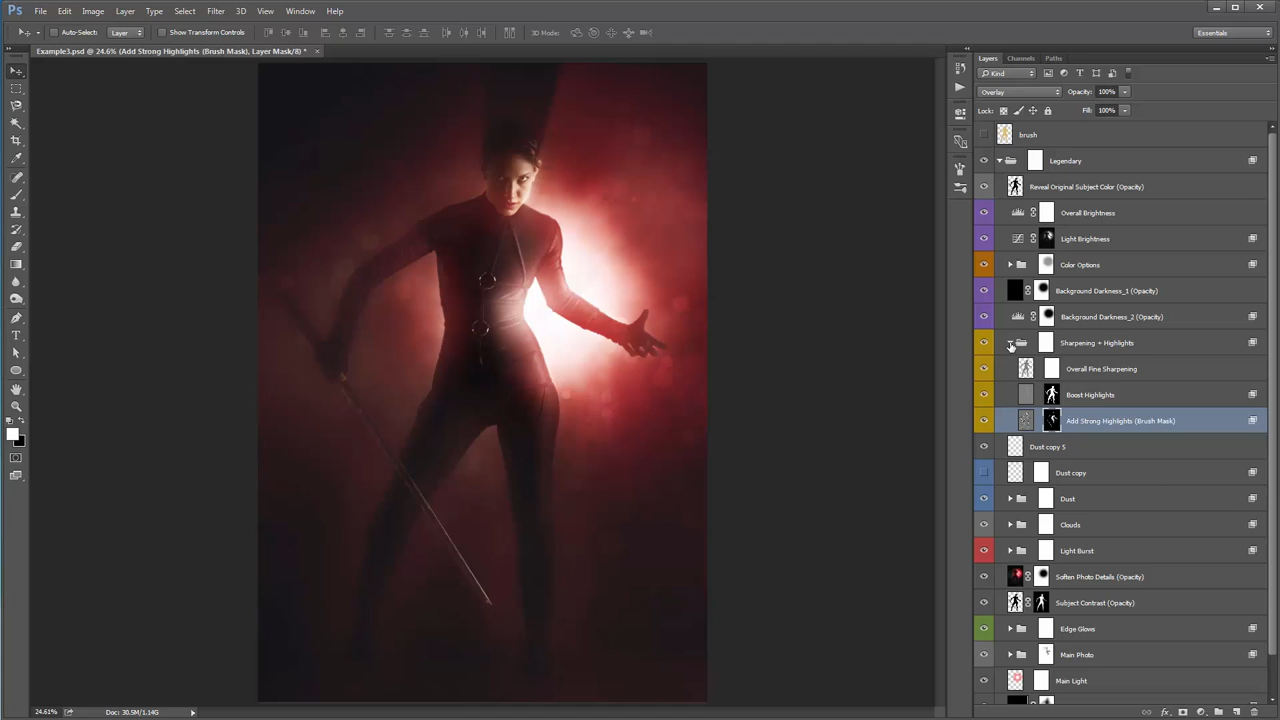 Ps File Edit Image Layer Type Select Filter 3D View Window Help
Auto-Select: Layer Show Transform Controls 3D Mode: Essentials
Example3.psd @ 24.6% (Add Strong Highlights (Brush Mask), Layer Mask/8) * ×
Layers Channels Paths
Kind
Overlay Opacity: 100%
Lock: Fill: 100%
brush
Legendary
Reveal Original Subject Color (Opacity)
Overall Brightness
Light Brightness
Color Options
Background Darkness_1 (Opacity)
Background Darkness_2 (Opacity)
Sharpening + Highlights
Overall Fine Sharpening
Boost Highlights
Add Strong Highlights (Brush Mask)
Dust copy 5
Dust copy
Dust
Clouds
Light Burst
Soften Photo Details (Opacity)
Subject Contrast (Opacity)
Edge Glows
Main Photo
Main Light
24.61% Doc: 30.5M/1.14G
fx